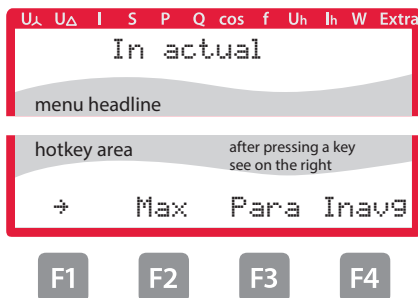 U⅄ U△ I S P Q cos f Uh Ih W Extra
In actual
menu headline
hotkey area
after pressing a key
see on the right
→ Max Para Inavg
F1 F2 F3 F4